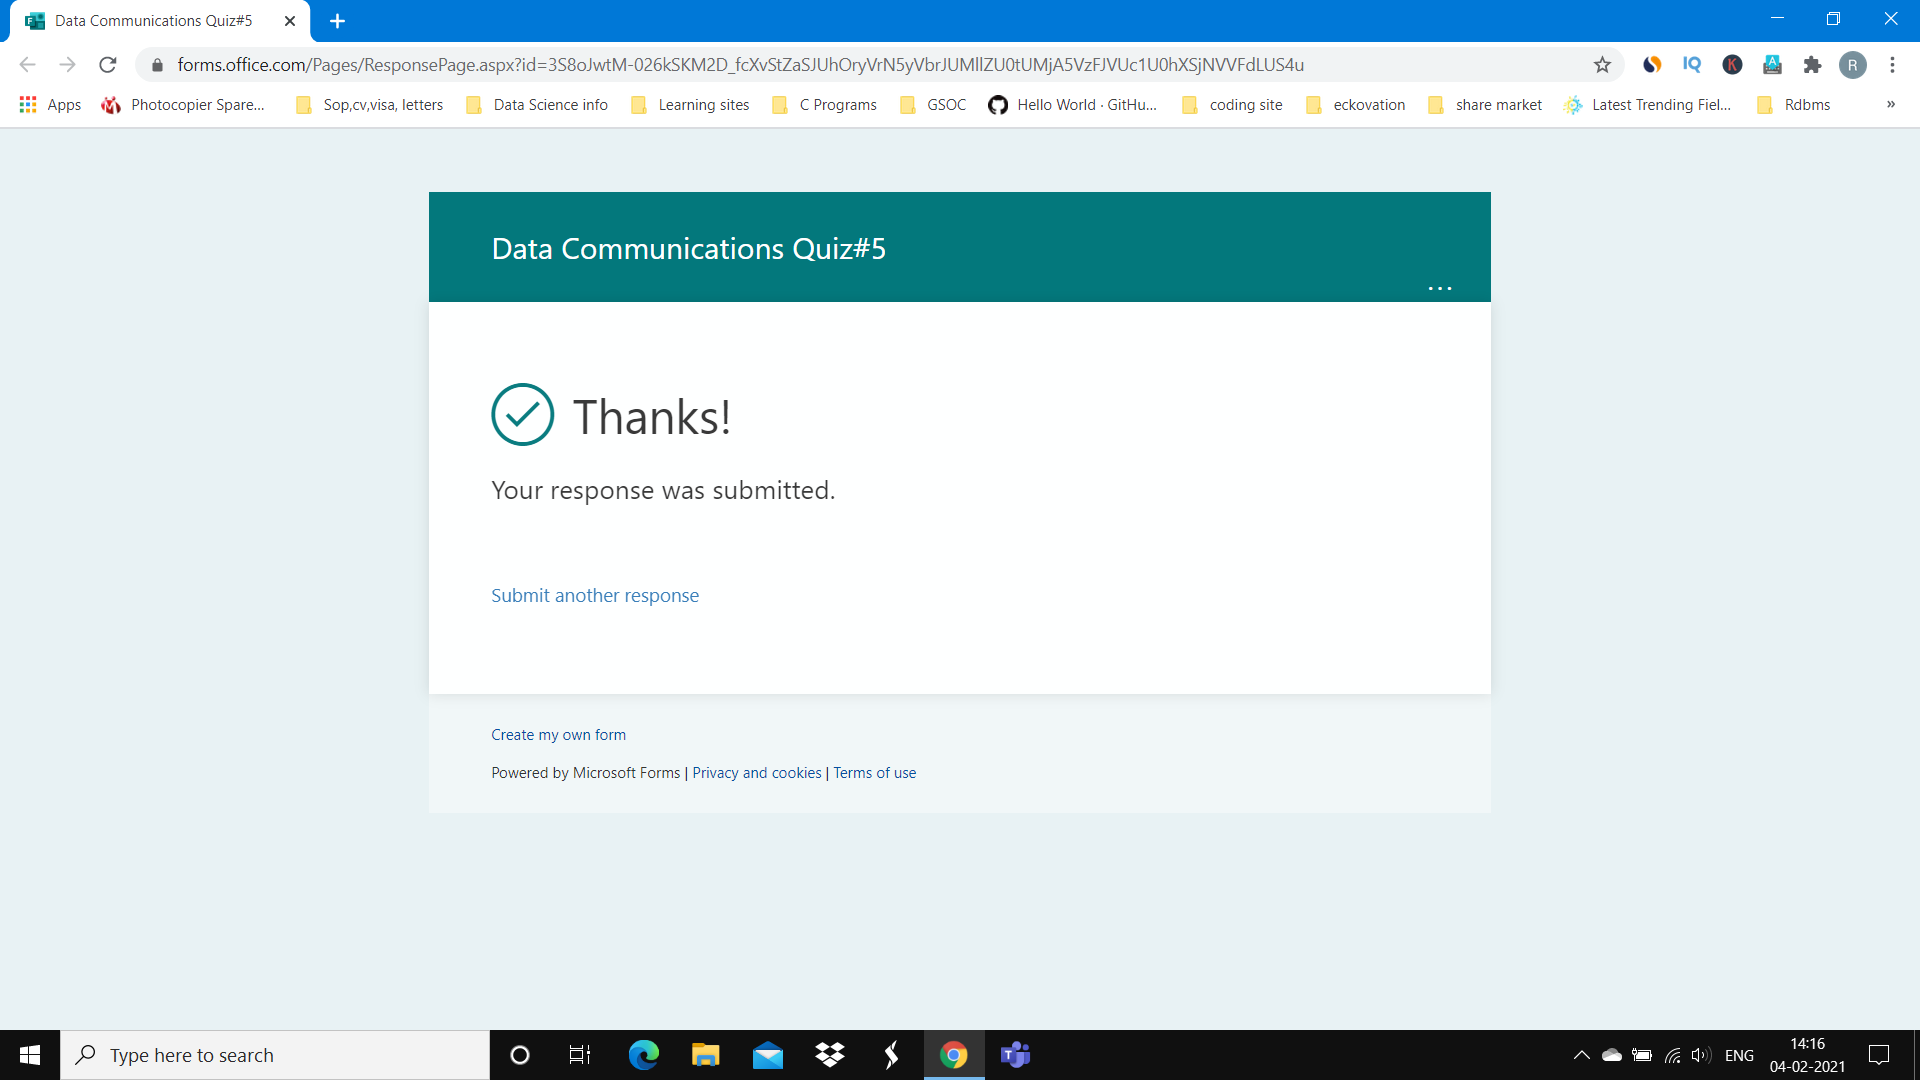 Data Communications Quiz#5
forms.office.com/Pages/ResponsePage.aspx?id=3S8oJwtM-026kSKM2D_fcXvStZaSJUhOryVrN5yVbrJUMllZU0tUMjA5VzFJVUc1U0hXSjNVVFdLUS4u
IQ K A R
Apps Photocopier Spare... Sop,cv,visa, letters Data Science info Learning sites C Programs GSOC Hello World · GitHu... coding site eckovation share market Latest Trending Fiel... Rdbms »
Data Communications Quiz#5
...
Thanks!
Your response was submitted.
Submit another response
Create my own form
Powered by Microsoft Forms | Privacy and cookies | Terms of use
Type here to search
ENG
14:16
04-02-2021